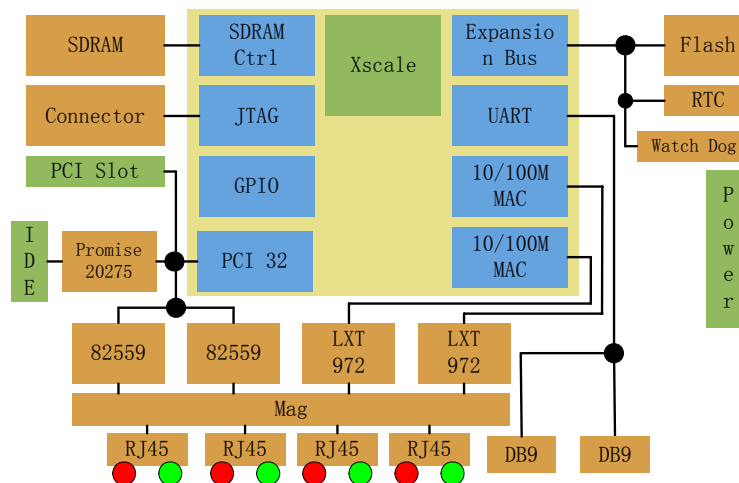 SDRAM
SDRAM
Ctrl
Xscale
Expansio
n Bus
Flash
Connector
JTAG
UART
RTC
Watch Dog
PCI Slot
GPIO
10/100M
MAC
P
o
w
e
r
I
D
E
Promise
20275
PCI 32
10/100M
MAC
82559
82559
LXT
972
LXT
972
Mag
RJ45
RJ45
RJ45
RJ45
DB9
DB9